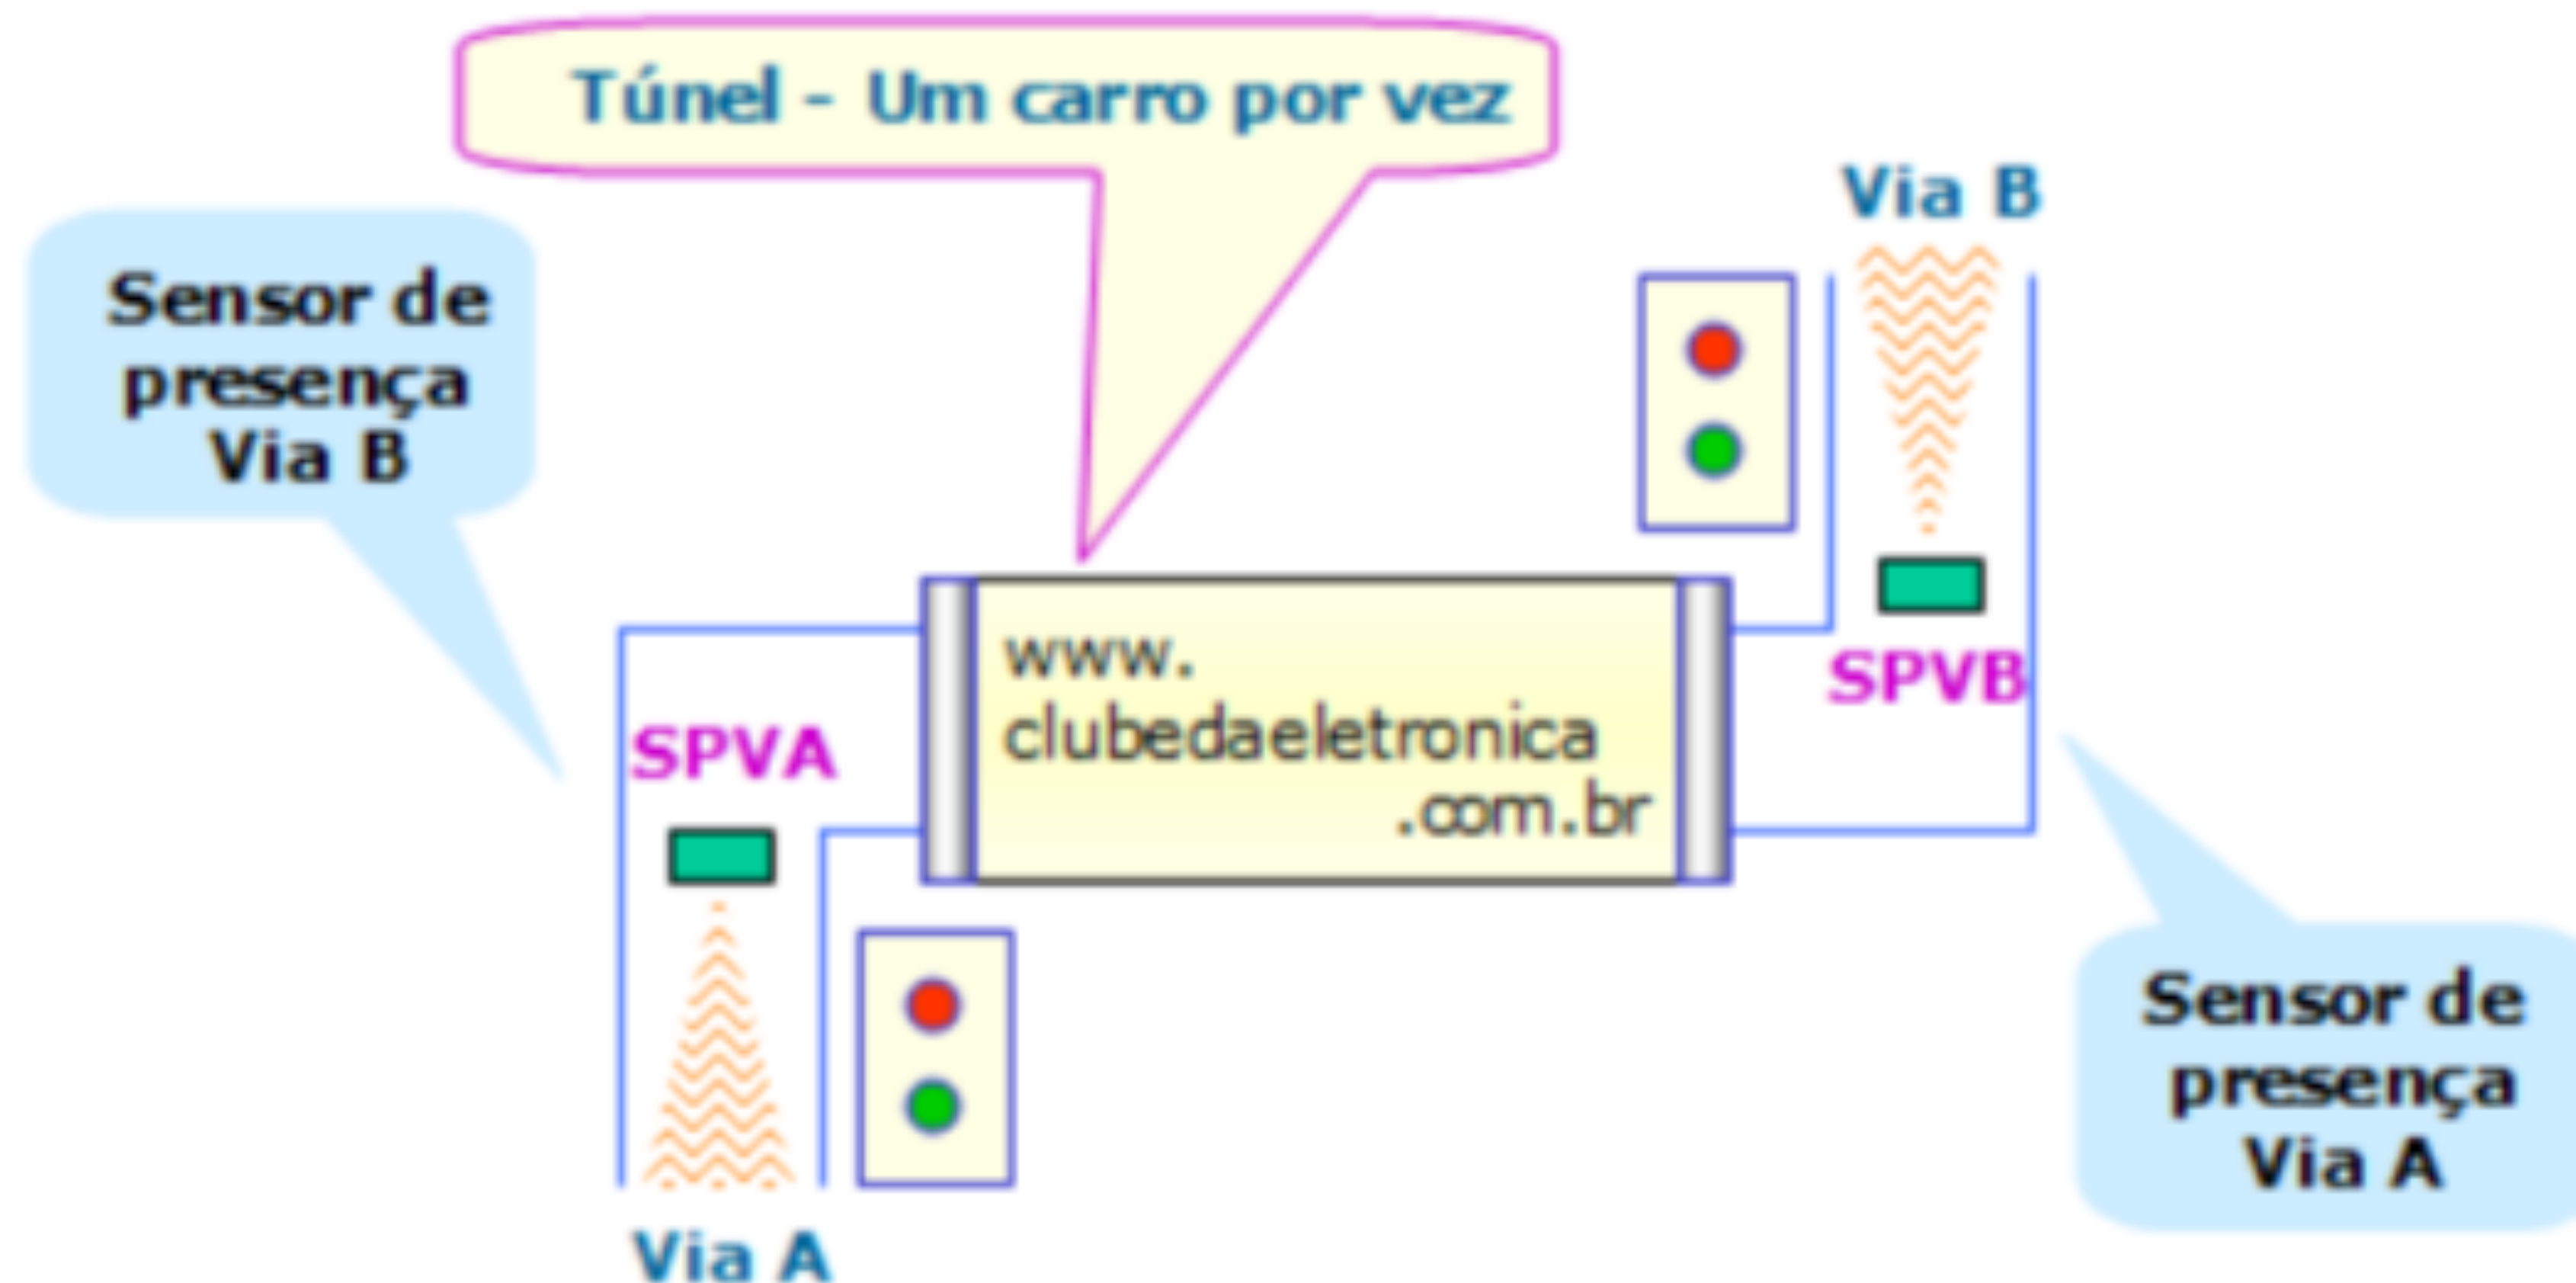 Túnel - Um carro por vez
Via B
Sensor de
presença
Via B
www.
clubedaeletronica
.com.br
SPVB
SPVA
Sensor de
presença
Via A
Via A